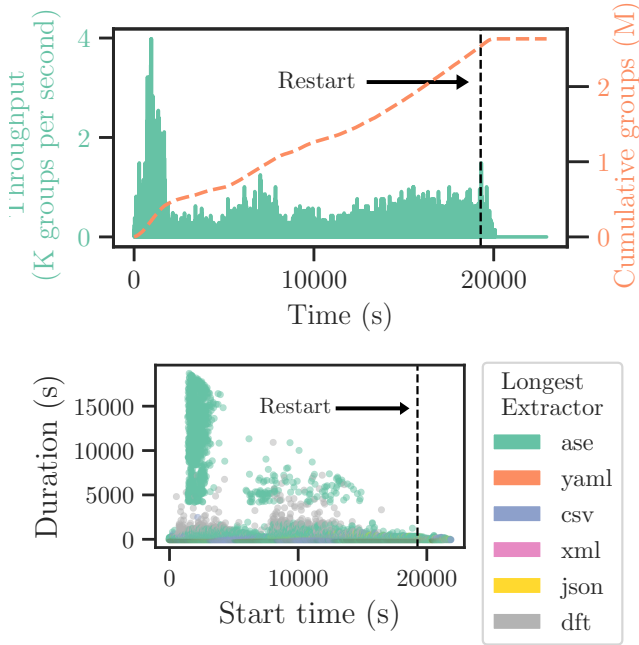 Throughput
(K groups per second)
4
2
0
Restart
2
1
0
Cumulative groups (M)
0
10000
20000
Time (s)
Duration (s)
15000
10000
5000
0
Restart
0
10000
20000
Start time (s)
Longest
Extractor
ase
yaml
csv
xml
json
dft